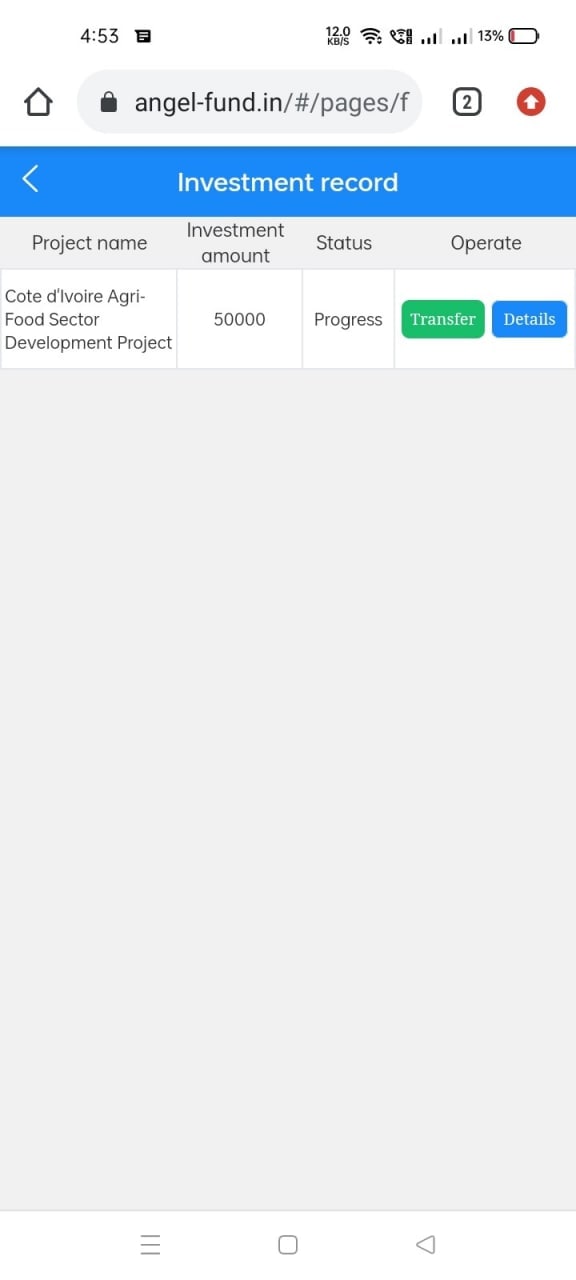 4:53
12.0
KB/S
13%
angel-fund.in/#/pages/f
2
Investment record
Project name
Investment
amount
Status
Operate
Cote d'Ivoire Agri-
Food Sector
Development Project
50000
Progress
Transfer
Details